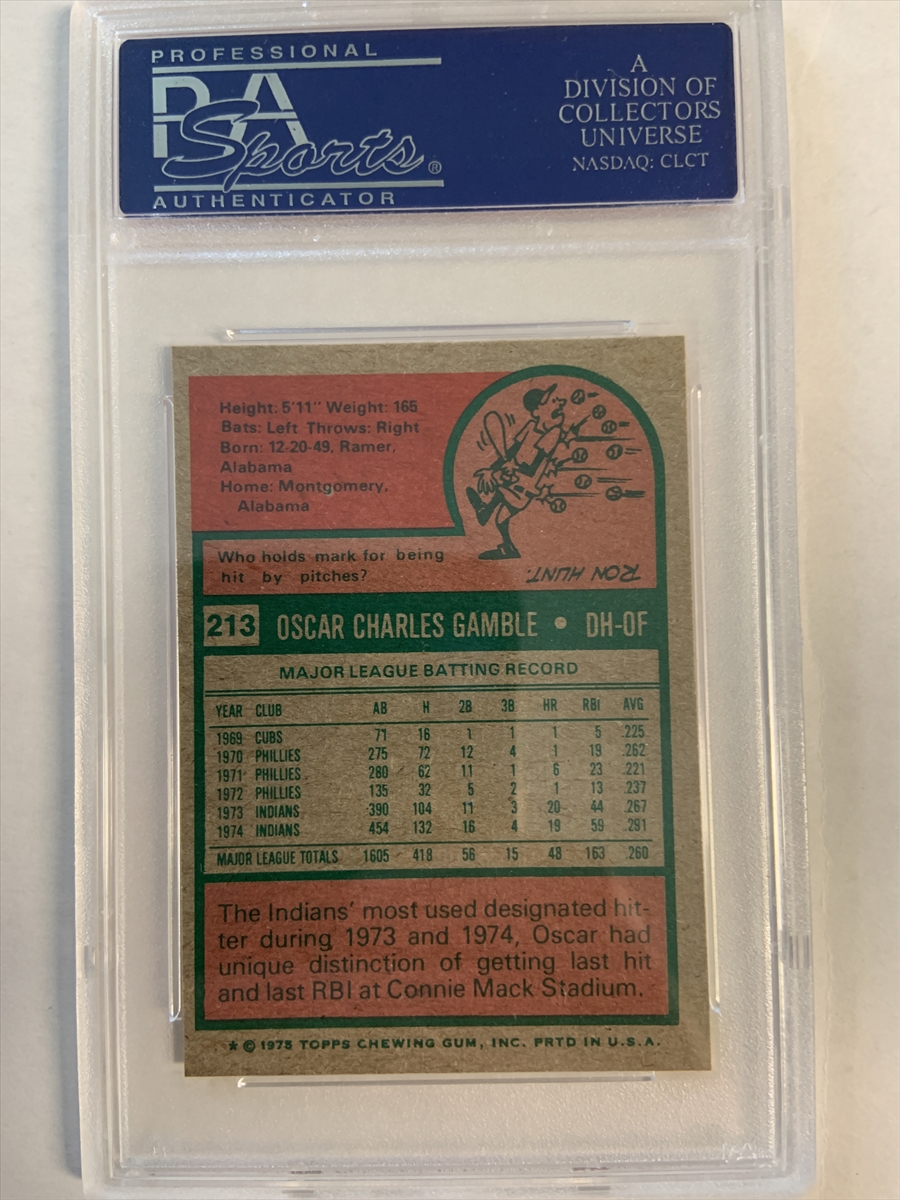 PROFESSIONAL
PSA
Sports®
AUTHENTICATOR
A
DIVISION OF
COLLECTORS
UNIVERSE
NASDAQ: CLCT
Height: 5'11" Weight: 165
Bats: Left Throws: Right
Born: 12-20-49, Ramer,
Alabama
Home: Montgomery,
Alabama
Who holds mark for being
hit by pitches?
RON HUNT.
213 OSCAR CHARLES GAMBLE • DH-OF
MAJOR LEAGUE BATTING RECORD
YEAR CLUB AB H 2B 3B HR RBI AVG
1969 CUBS 71 16 1 1 1 5 .225
1970 PHILLIES 275 72 12 4 1 19 .262
1971 PHILLIES 280 62 11 1 6 23 .221
1972 PHILLIES 135 32 5 2 1 13 .237
1973 INDIANS 390 104 11 3 20 44 .267
1974 INDIANS 454 132 16 4 19 59 .291
MAJOR LEAGUE TOTALS 1605 418 56 15 48 163 .260
The Indians' most used designated hit-
ter during 1973 and 1974, Oscar had
unique distinction of getting last hit
and last RBI at Connie Mack Stadium.
* © 1975 TOPPS CHEWING GUM, INC. PRTD IN U.S.A.